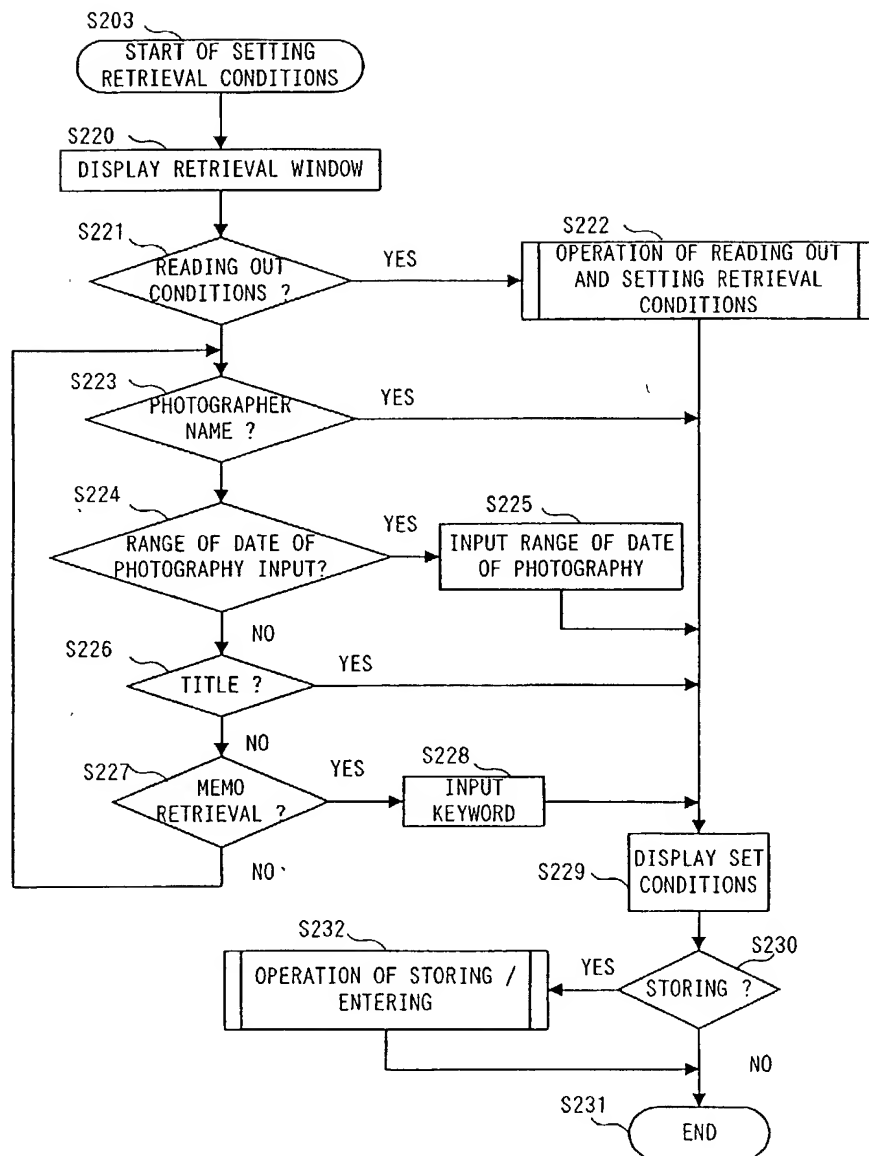 S203
START OF SETTING
RETRIEVAL CONDITIONS
S220
DISPLAY RETRIEVAL WINDOW
S221
READING OUT
CONDITIONS ?
YES
S222
OPERATION OF READING OUT
AND SETTING RETRIEVAL
CONDITIONS
S223
PHOTOGRAPHER
NAME ?
YES
S224
RANGE OF DATE OF
PHOTOGRAPHY INPUT?
YES
S225
INPUT RANGE OF DATE
OF PHOTOGRAPHY
NO
S226
TITLE ?
YES
NO
S227
MEMO
RETRIEVAL ?
YES
S228
INPUT
KEYWORD
NO
S229
DISPLAY SET
CONDITIONS
S230
STORING ?
YES
S232
OPERATION OF STORING /
ENTERING
NO
S231
END